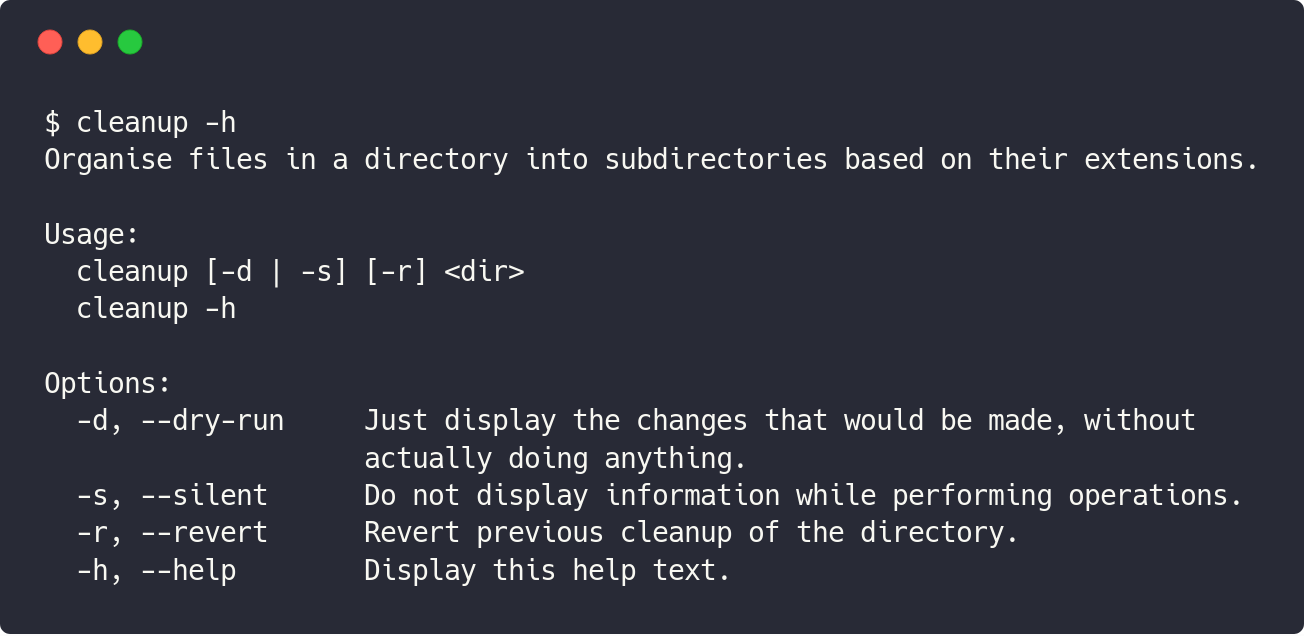 $ cleanup -h
Organise files in a directory into subdirectories based on their extensions.

Usage:
  cleanup [-d | -s] [-r] <dir>
  cleanup -h

Options:
  -d, --dry-run     Just display the changes that would be made, without
                    actually doing anything.
  -s, --silent      Do not display information while performing operations.
  -r, --revert      Revert previous cleanup of the directory.
  -h, --help        Display this help text.